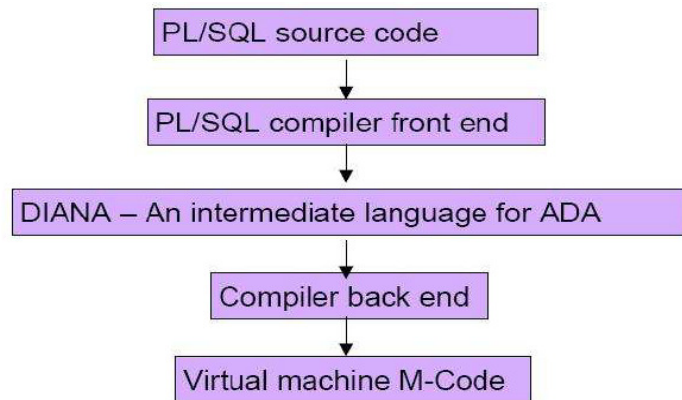 PL/SQL source code
PL/SQL compiler front end
DIANA – An intermediate language for ADA
Compiler back end
Virtual machine M-Code